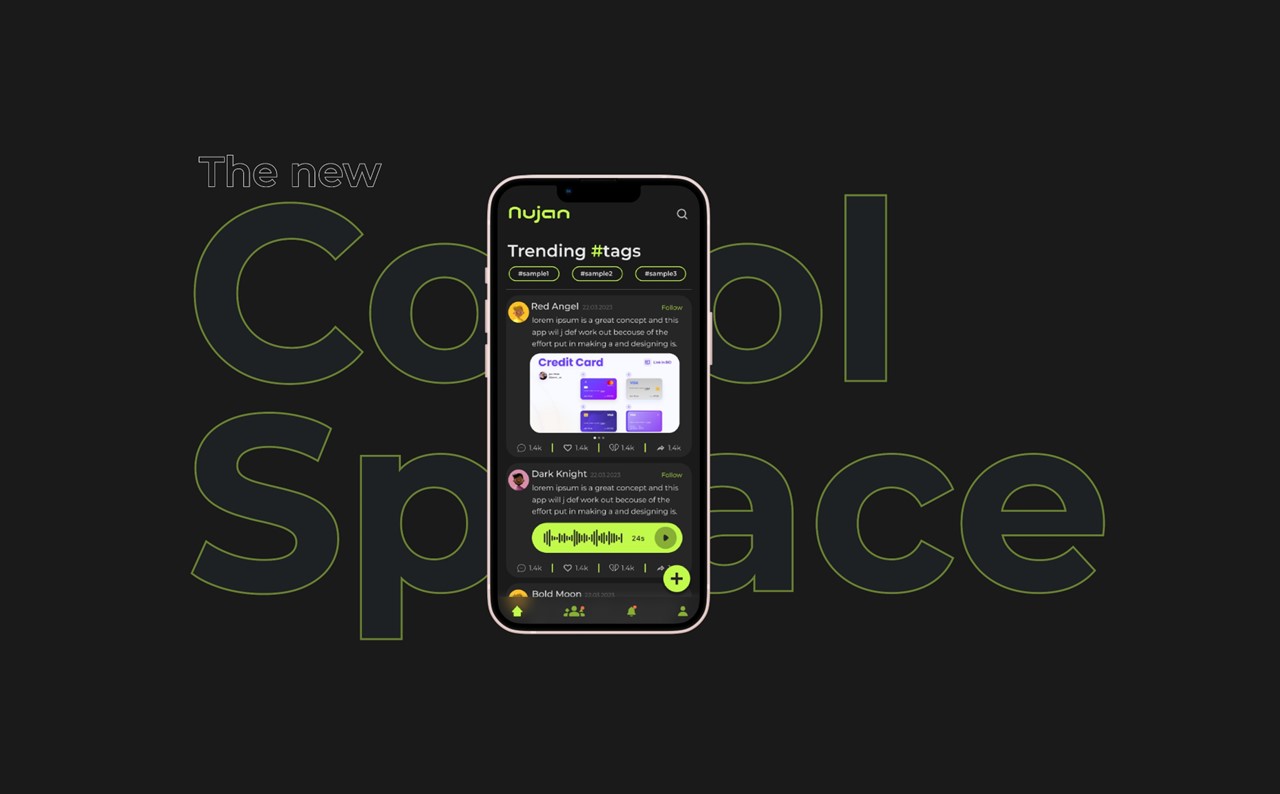 The new
Cool
Space
nujan
Trending #tags
#sample1 #sample2 #sample3
Red Angel 22.03.2023 Follow
lorem ipsum is a great concept and this
app wil j def work out becouse of the
effort put in making a and designing is.
Credit Card
1.4k 1.4k 1.4k 1.4k
Dark Knight 22.03.2023 Follow
lorem ipsum is a great concept and this
app will j def work out becouse of the
effort put in making a and designing is.
24s
1.4k 1.4k 1.4k
Bold Moon 22.03.2023